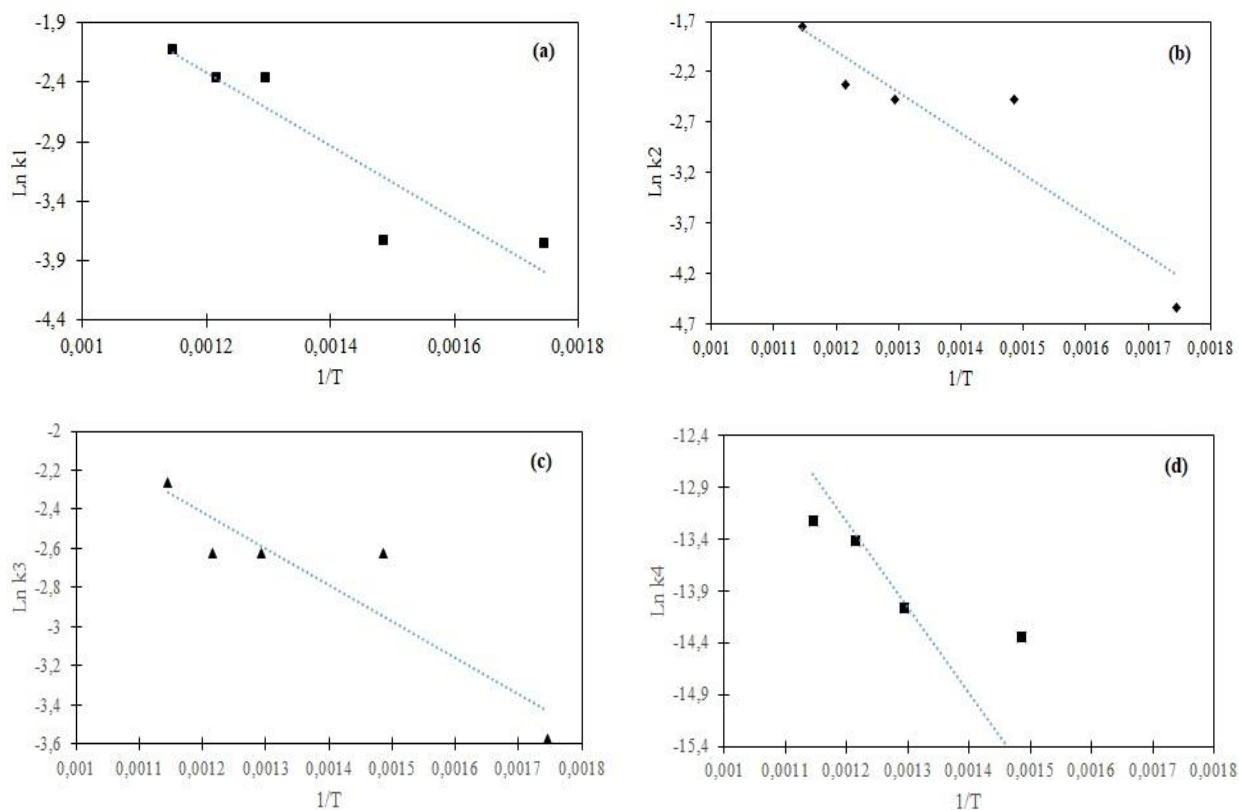 -1,9
-2,4
-2,9
-3,4
-3,9
-4,4
Ln k1
(a)
0,001 0,0012 0,0014 0,0016 0,0018
1/T
-1,7
-2,2
-2,7
-3,2
-3,7
-4,2
-4,7
Ln k2
(b)
0,001 0,0011 0,0012 0,0013 0,0014 0,0015 0,0016 0,0017 0,0018
1/T
-2
-2,2
-2,4
-2,6
-2,8
-3
-3,2
-3,4
-3,6
Ln k3
(c)
0,001 0,0011 0,0012 0,0013 0,0014 0,0015 0,0016 0,0017 0,0018
1/T
-12,4
-12,9
-13,4
-13,9
-14,4
-14,9
-15,4
Ln k4
(d)
0,001 0,0011 0,0012 0,0013 0,0014 0,0015 0,0016 0,0017 0,0018
1/T